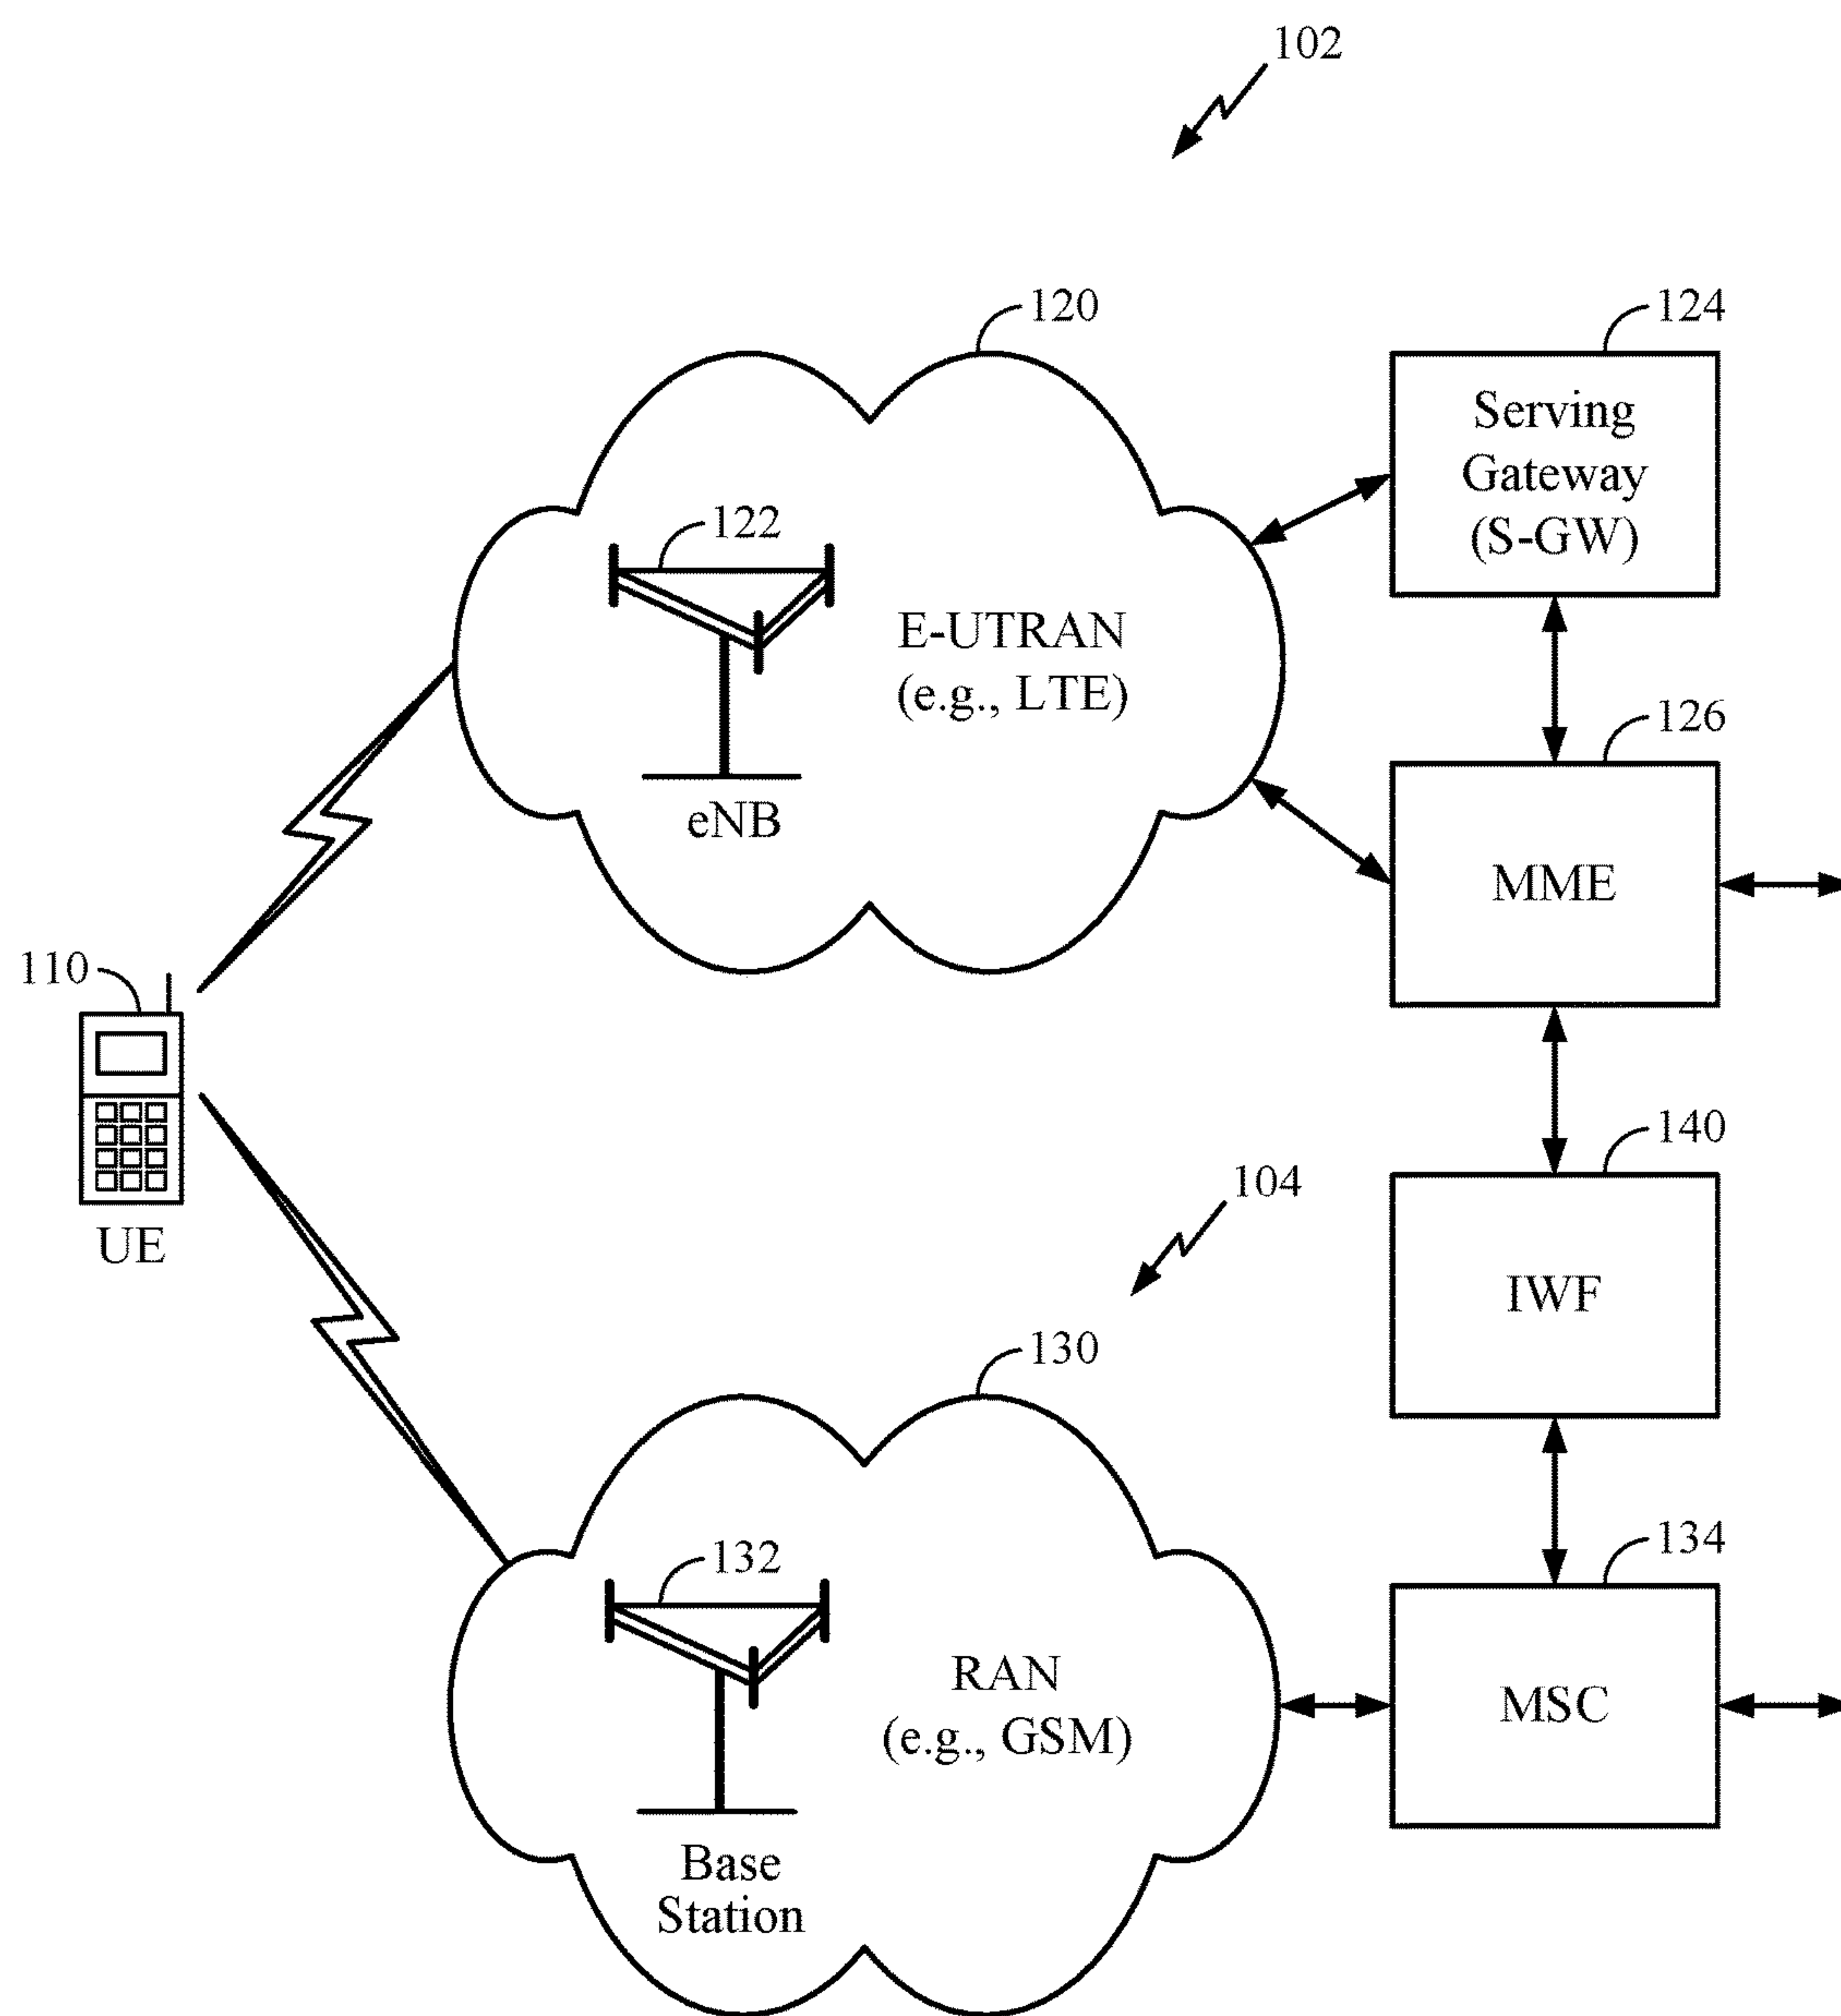 102
120
124
Serving
Gateway
(S-GW)
122
E-UTRAN
(e.g., LTE)
eNB
126
MME
110
UE
140
IWF
104
130
134
MSC
132
RAN
(e.g., GSM)
Base
Station